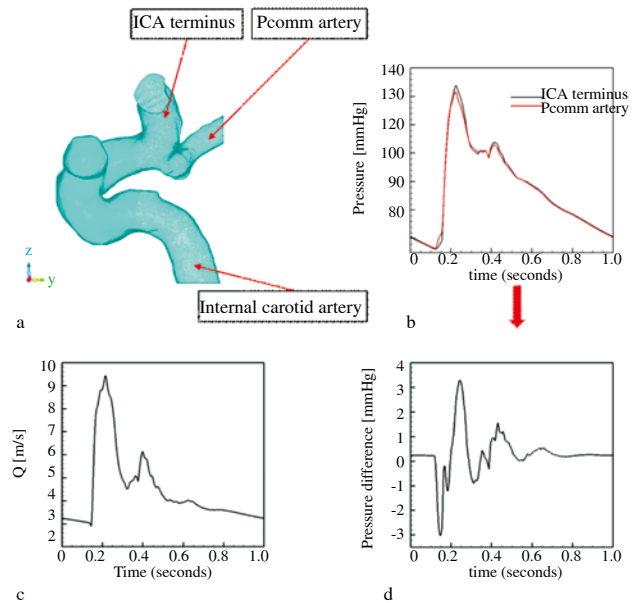 ICA terminus
Pcomm artery
Internal carotid artery
z
y
a
Pressure [mmHg]
140
130
120
100
80
ICA terminus
Pcomm artery
0
0.2
0.4
0.6
0.8
1.0
time (seconds)
b
Q [m/s]
10
9
8
7
6
5
4
3
2
0
0.2
0.4
0.6
0.8
1.0
Time (seconds)
c
Pressure difference [mmHg]
4
3
2
1
0
-1
-2
-3
0
0.2
0.4
0.6
0.8
1.0
time (seconds)
d